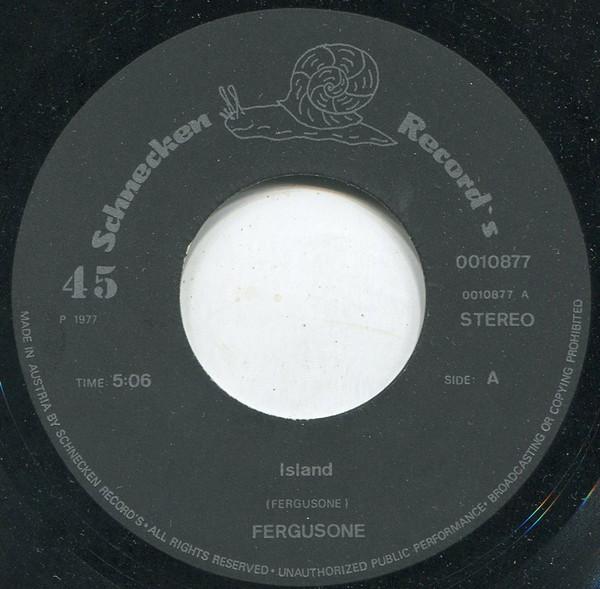 Schnecken Record`s
45
P 1977
0010877
0010877 A
STEREO
TIME: 5:06
SIDE: A
Island
(FERGUSONE)
FERGUSONE
MADE IN AUSTRIA BY SCHNECKEN RECORD'S • ALL RIGHTS RESERVED • UNAUTHORIZED PUBLIC PERFORMANCE • BROADCASTING OR COPYING PROHIBITED